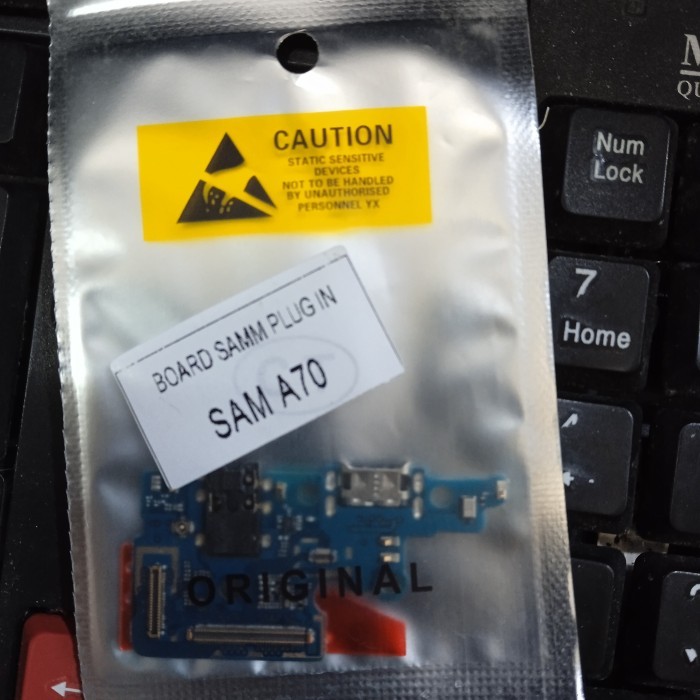 CAUTION
STATIC SENSITIVE
DEVICES
NOT TO BE HANDLED
BY UNAUTHORISED
PERSONNEL YX
BOARD SAMM PLUG IN
SAM A70
ORIGINAL
Num
Lock
7
Home